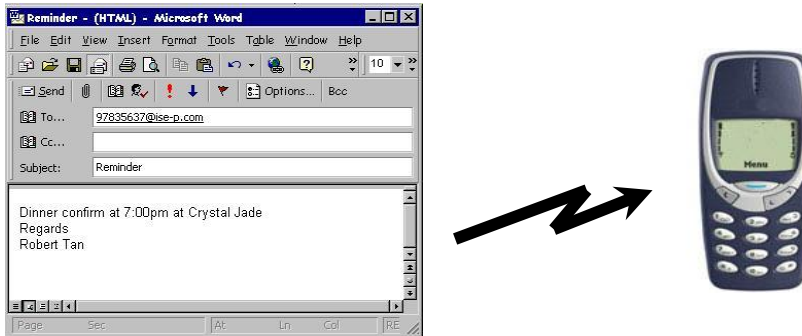 Reminder - (HTML) - Microsoft Word
File Edit View Insert Format Tools Table Window Help
10
Send Options... Bcc
To... 97835637@ise-p.com
Cc...
Subject: Reminder
Dinner confirm at 7:00pm at Crystal Jade
Regards
Robert Tan
Page Sec At Ln Col RE
Menu